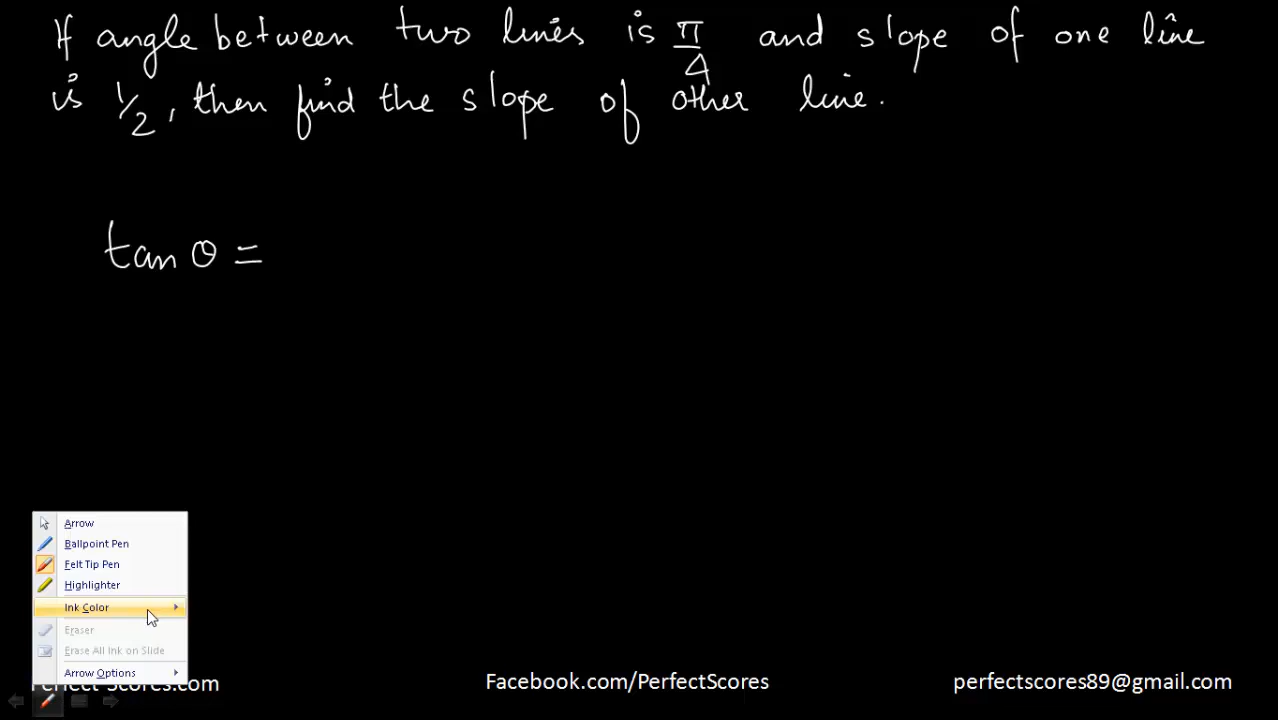 If angle between two lines is π/4 and slope of one line
is 1/2, then find the slope of other line.
tan θ =
Arrow
Ballpoint Pen
Felt Tip Pen
Highlighter
Ink Color
Eraser
Erase All Ink on Slide
Arrow Options
Perfect-Scores.com
Facebook.com/PerfectScores
perfectscores89@gmail.com